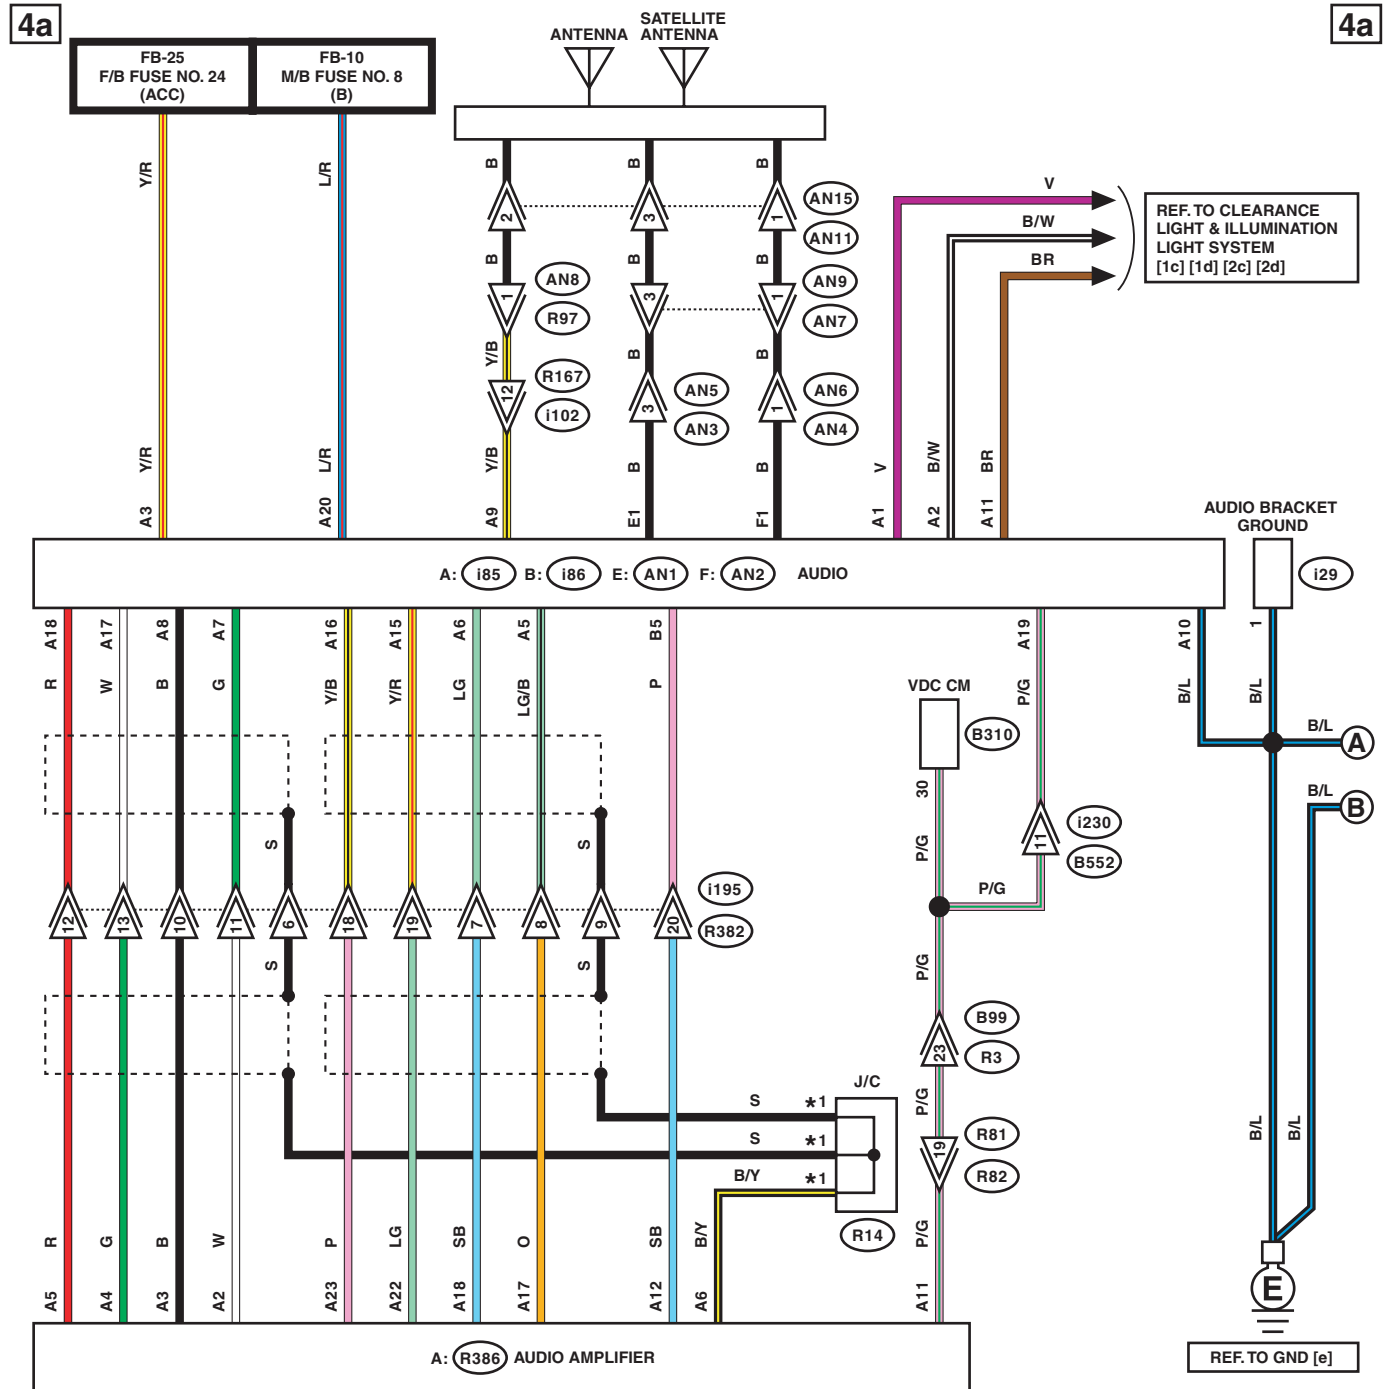 4a
4a
FB-25
F/B FUSE NO. 24
(ACC)
FB-10
M/B FUSE NO. 8
(B)
ANTENNA
SATELLITE
ANTENNA
Y/R
L/R
B
B
B
2
3
1
AN15
AN11
B
B
B
AN8
R97
1
3
1
AN9
AN7
Y/B
B
B
R167
i102
12
3
AN5
AN3
1
AN6
AN4
V
B/W
BR
REF. TO CLEARANCE
LIGHT & ILLUMINATION
LIGHT SYSTEM
[1c] [1d] [2c] [2d]
Y/R
L/R
Y/B
B
B
V
B/W
BR
A3
A20
A9
E1
F1
A1
A2
A11
AUDIO BRACKET
GROUND
A: i85 B: i86 E: AN1 F: AN2 AUDIO
i29
A18
A17
A8
A7
A16
A15
A6
A5
B5
A19
A10
1
R
W
B
G
Y/B
Y/R
LG
LG/B
P
P/G
B/L
B/L
VDC CM
B310
B/L
A
B/L
B
30
P/G
i230
B552
11
P/G
S
S
12
13
10
11
6
18
19
7
8
9
20
i195
R382
S
S
P/G
B99
R3
23
P/G
R81
R82
19
J/C
S *1
S *1
B/Y *1
R14
B/L
B/L
R
G
B
W
P
LG
SB
O
SB
B/Y
P/G
A5
A4
A3
A2
A23
A22
A18
A17
A12
A6
A11
E
A: R386 AUDIO AMPLIFIER
REF. TO GND [e]